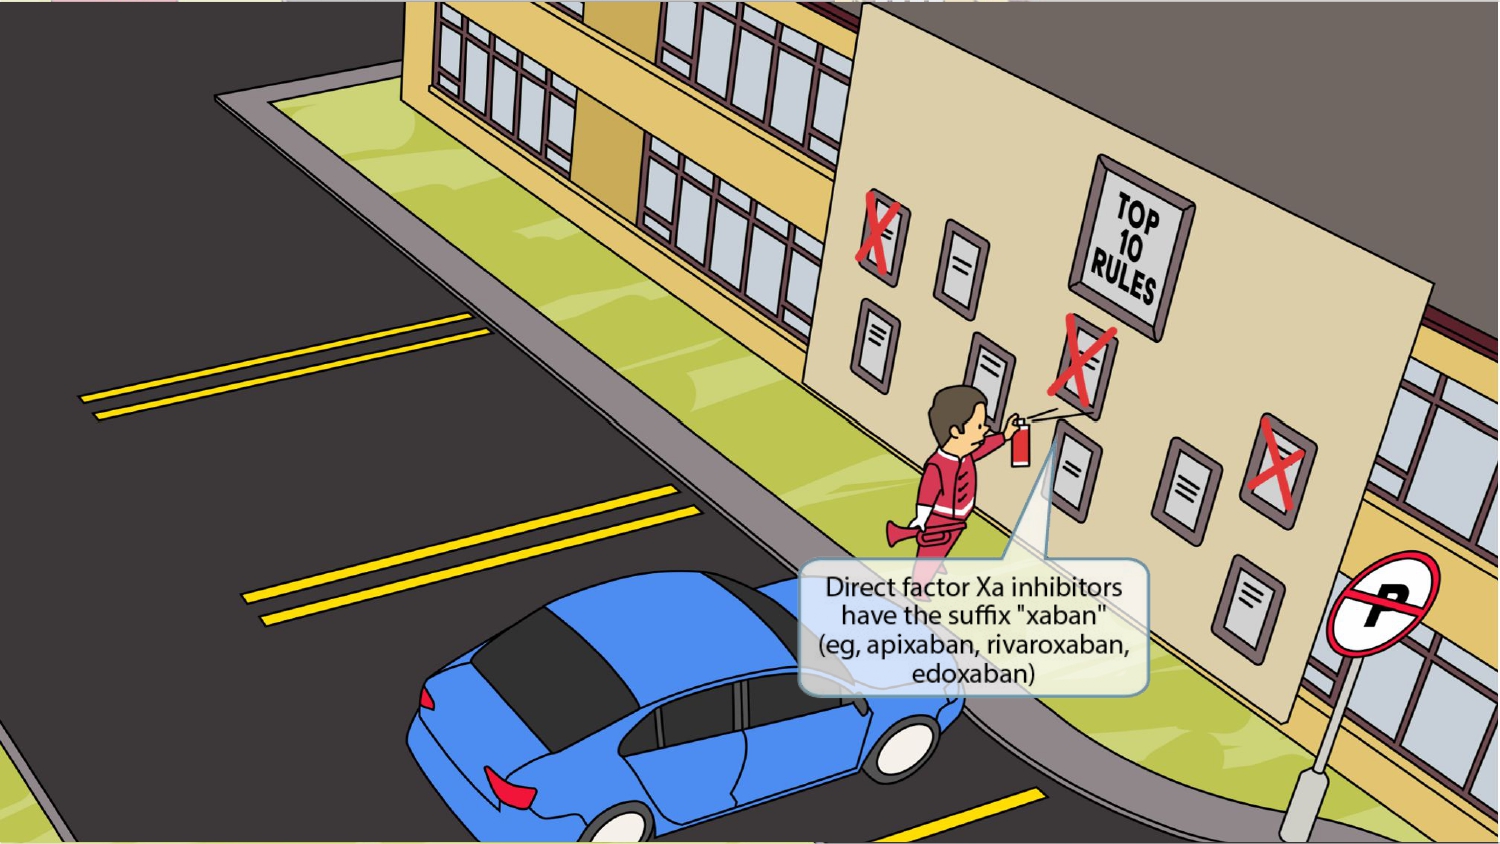 TOP
10
RULES
Direct factor Xa inhibitors
have the suffix "xaban"
(eg, apixaban, rivaroxaban,
edoxaban)
P